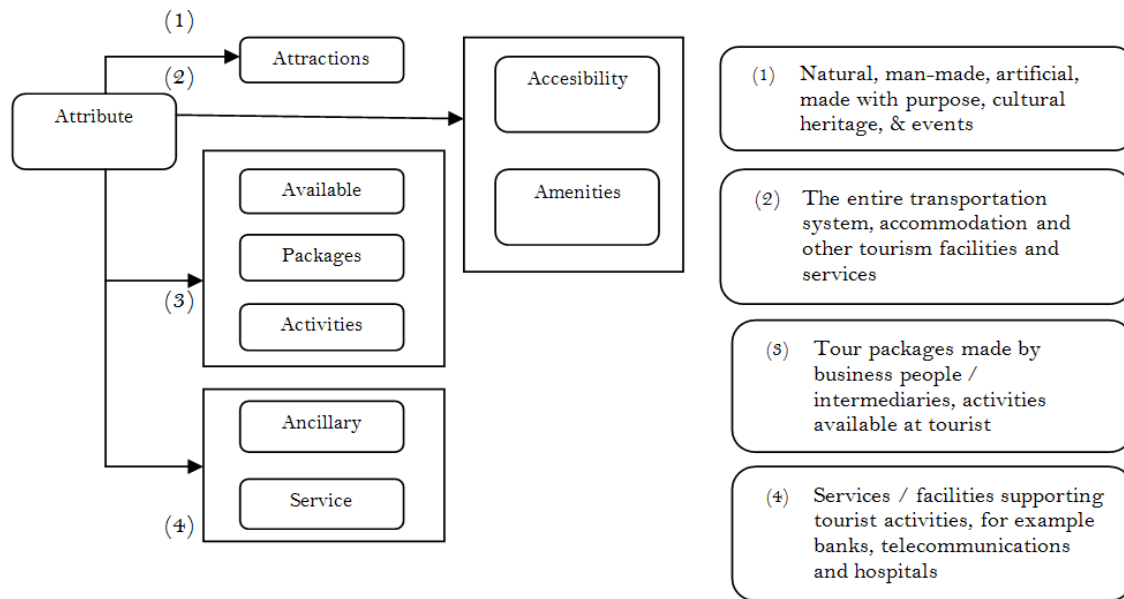 (1)
Attractions
(2)
Attribute
Accesibility
Amenities
Available
Packages
Activities
(3)
Ancillary
Service
(4)
(1) Natural, man-made, artificial,
made with purpose, cultural
heritage, & events
(2) The entire transportation
system, accommodation and
other tourism facilities and
services
(3) Tour packages made by
business people /
intermediaries, activities
available at tourist
(4) Services / facilities supporting
tourist activities, for example
banks, telecommunications
and hospitals